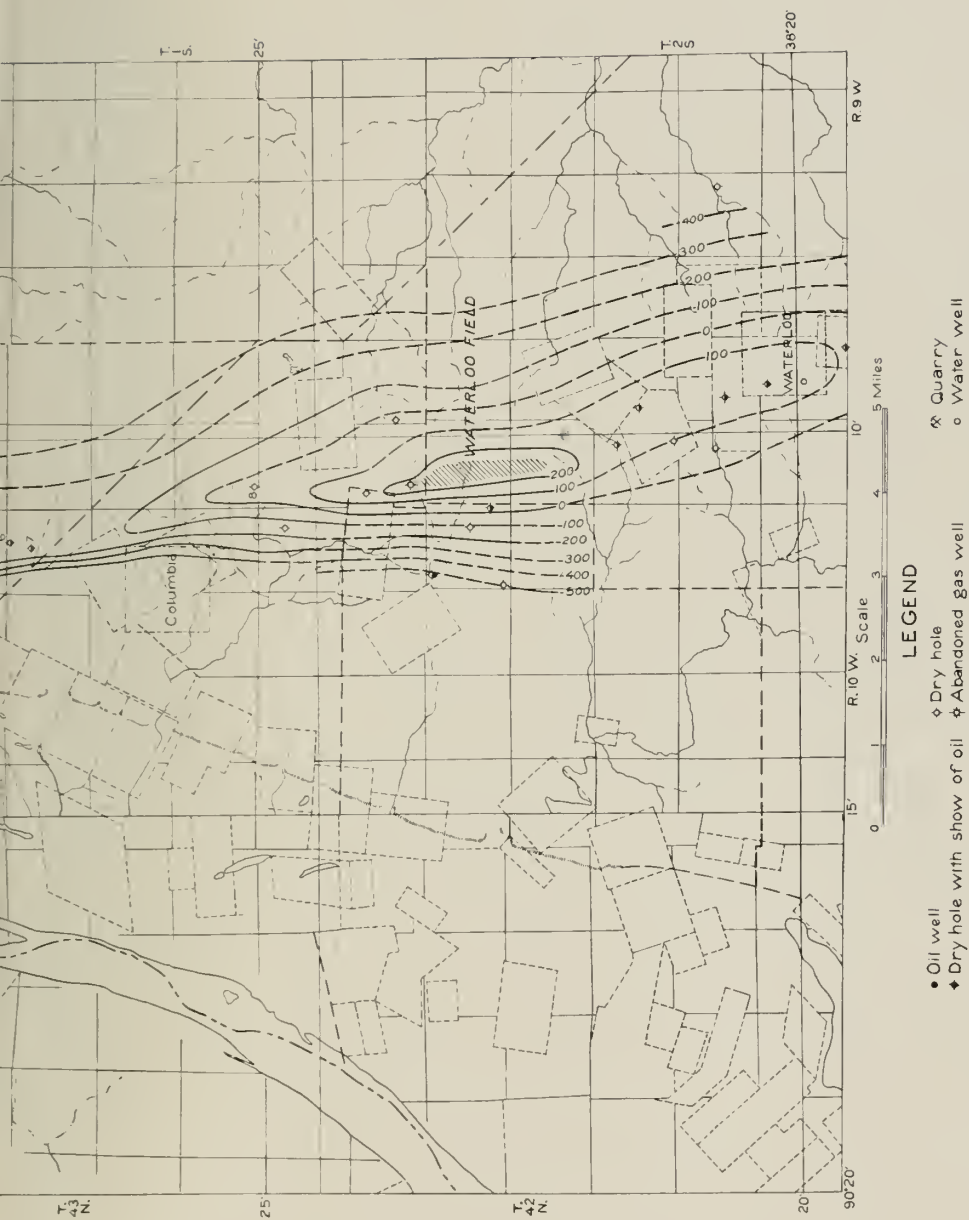 T. 1 S.
25'
T. 2 S
38°20'
R. 9 W
400
300
200
-100
0
100
WATERLOO FIELD
WATERLOO
10'
8
7
Columbia
200
100
0
-100
-200
-300
-400
-500
R. 10 W.
15'
T. 43 N.
25'
T. 42 N.
20'
90°20'
Scale
0 1 2 3 4 5 Miles
LEGEND
Oil well
Dry hole
Quarry
Dry hole with show of oil
Abandoned gas well
Water well